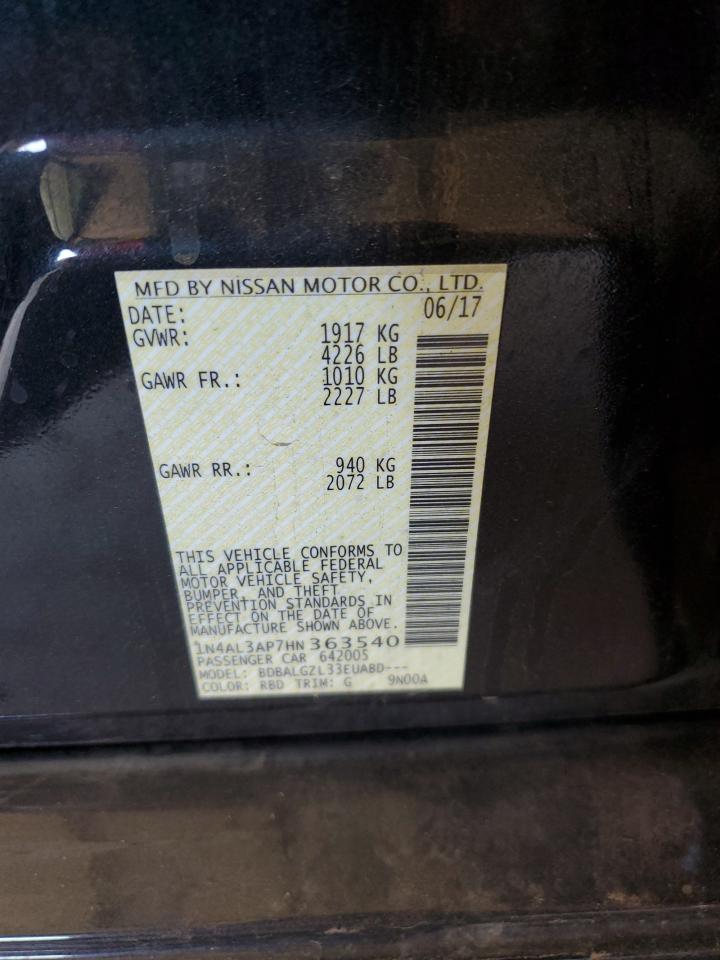 MFD BY NISSAN MOTOR CO., LTD.
DATE: 06/17
GVWR: 1917 KG
4226 LB
GAWR FR.: 1010 KG
2227 LB
GAWR RR.: 940 KG
2072 LB
THIS VEHICLE CONFORMS TO
ALL APPLICABLE FEDERAL
MOTOR VEHICLE SAFETY,
BUMPER, AND THEFT
PREVENTION STANDARDS IN
EFFECT ON THE DATE OF
MANUFACTURE SHOWN ABOVE.
1N4AL3AP7HN 363540
PASSENGER CAR 642005
MODEL: BDBALGZL33EUABD---
COLOR: RBD TRIM: G 9N00A